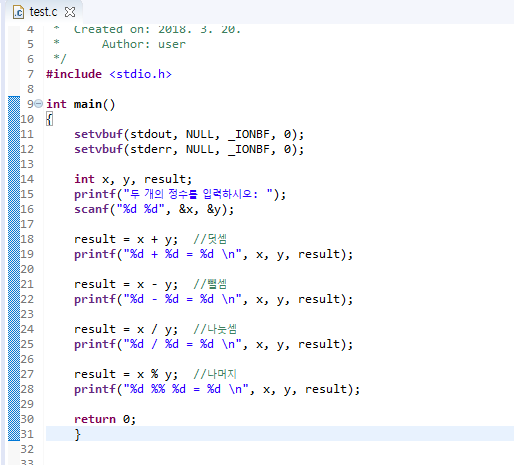 test.c
4 * Created on: 2018. 3. 20.
5 * Author: user
6 */
7 #include <stdio.h>
8
9 int main()
10 {
11 setvbuf(stdout, NULL, _IONBF, 0);
12 setvbuf(stderr, NULL, _IONBF, 0);
13
14 int x, y, result;
15 printf("두 개의 정수를 입력하시오: ");
16 scanf("%d %d", &x, &y);
17
18 result = x + y; //덧셈
19 printf("%d + %d = %d \n", x, y, result);
20
21 result = x - y; //뺄셈
22 printf("%d - %d = %d \n", x, y, result);
23
24 result = x / y; //나눗셈
25 printf("%d / %d = %d \n", x, y, result);
26
27 result = x % y; //나머지
28 printf("%d %% %d = %d \n", x, y, result);
29
30 return 0;
31 }
32
33